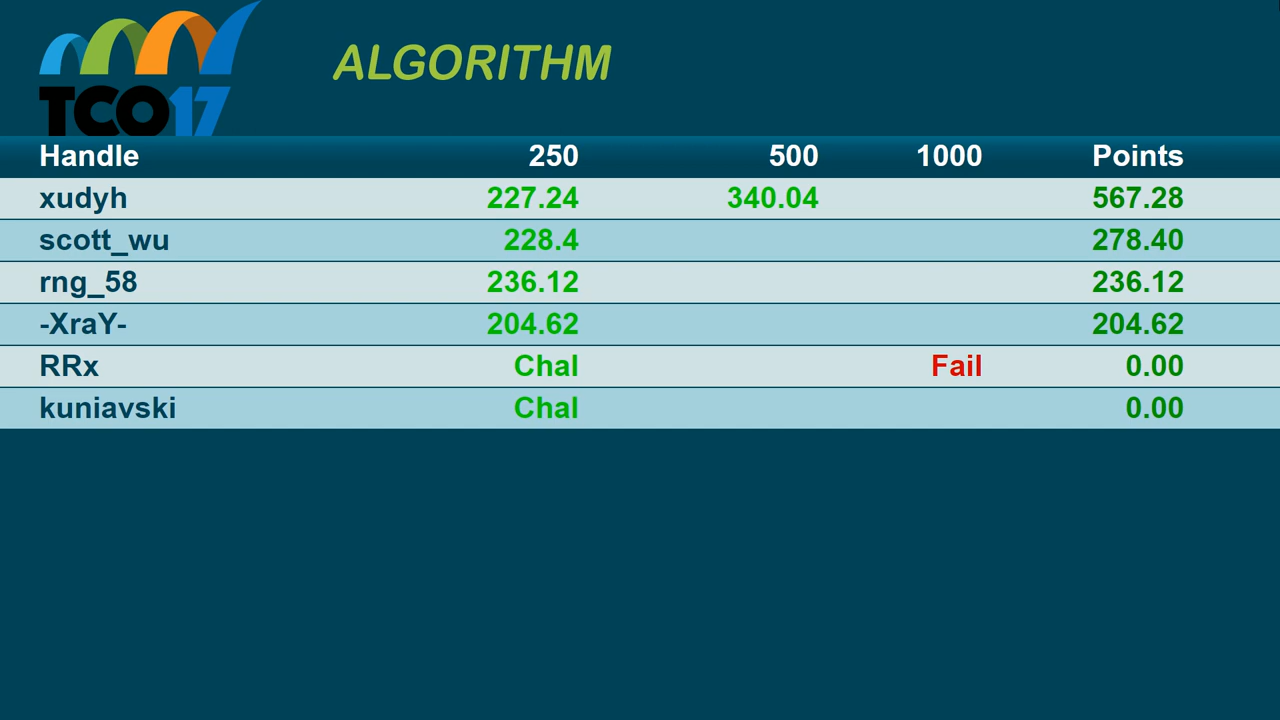 ALGORITHM
TCO17
Handle 250 500 1000 Points
xudyh 227.24 340.04 567.28
scott_wu 228.4 278.40
rng_58 236.12 236.12
-XraY- 204.62 204.62
RRx Chal Fail 0.00
kuniavski Chal 0.00